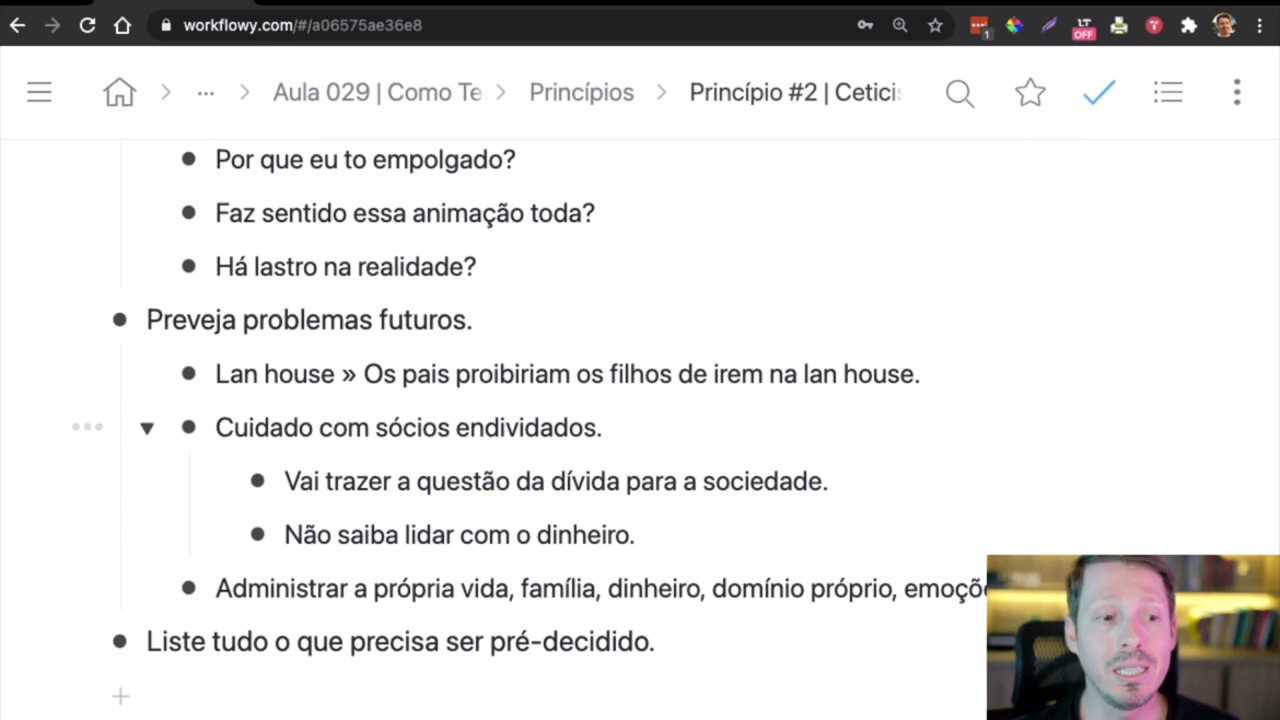 workflowy.com/#/a06575ae36e8
1
LT
OFF
... Aula 029 | Como Te Princípios Princípio #2 | Cetici
Por que eu to empolgado?
Faz sentido essa animação toda?
Há lastro na realidade?
Preveja problemas futuros.
Lan house » Os pais proibiriam os filhos de irem na lan house.
Cuidado com sócios endividados.
Vai trazer a questão da dívida para a sociedade.
Não saiba lidar com o dinheiro.
Administrar a própria vida, família, dinheiro, domínio próprio, emoçõ
Liste tudo o que precisa ser pré-decidido.